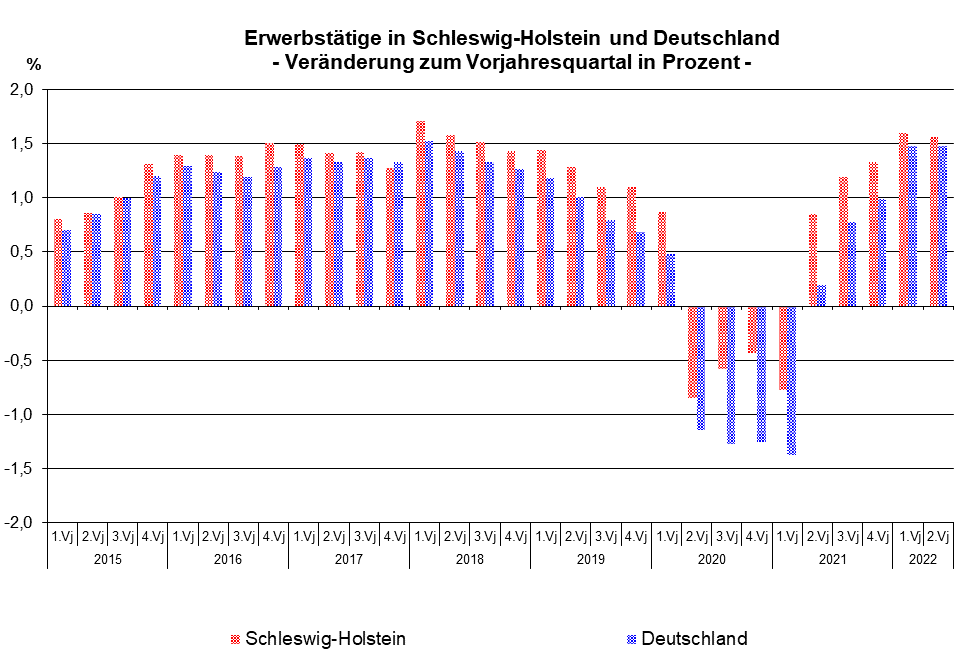 Erwerbstätige in Schleswig-Holstein und Deutschland
- Veränderung zum Vorjahresquartal in Prozent -
%
2,0
1,5
1,0
0,5
0,0
-0,5
-1,0
-1,5
-2,0
1.Vj 2.Vj 3.Vj 4.Vj 1.Vj 2.Vj 3.Vj 4.Vj 1.Vj 2.Vj 3.Vj 4.Vj 1.Vj 2.Vj 3.Vj 4.Vj 1.Vj 2.Vj 3.Vj 4.Vj 1.Vj 2.Vj 3.Vj 4.Vj 1.Vj 2.Vj 3.Vj 4.Vj 1.Vj 2.Vj
2015 2016 2017 2018 2019 2020 2021 2022
Schleswig-Holstein Deutschland